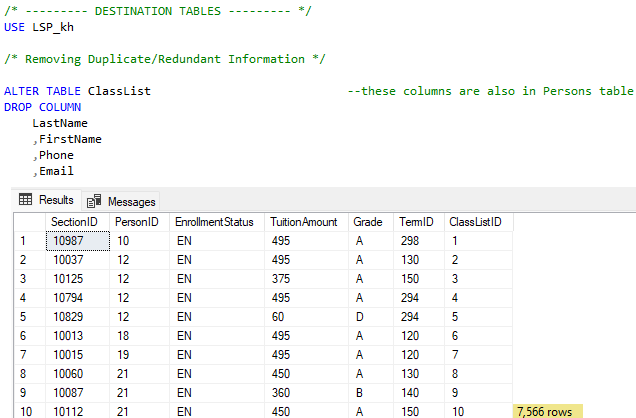 /* --------- DESTINATION TABLES --------- */
USE LSP_kh
/* Removing Duplicate/Redundant Information */
ALTER TABLE ClassList --these columns are also in Persons table
DROP COLUMN
LastName
,FirstName
,Phone
,Email
Results Messages
SectionID PersonID EnrollmentStatus TuitionAmount Grade TermID ClassListID
1 10987 10 EN 495 A 298 1
2 10037 12 EN 495 A 130 2
3 10125 12 EN 375 A 150 3
4 10794 12 EN 495 A 294 4
5 10829 12 EN 60 D 294 5
6 10013 18 EN 495 A 120 6
7 10015 19 EN 495 A 120 7
8 10060 21 EN 450 A 130 8
9 10087 21 EN 360 B 140 9
10 10112 21 EN 450 A 150 10 7,566 rows